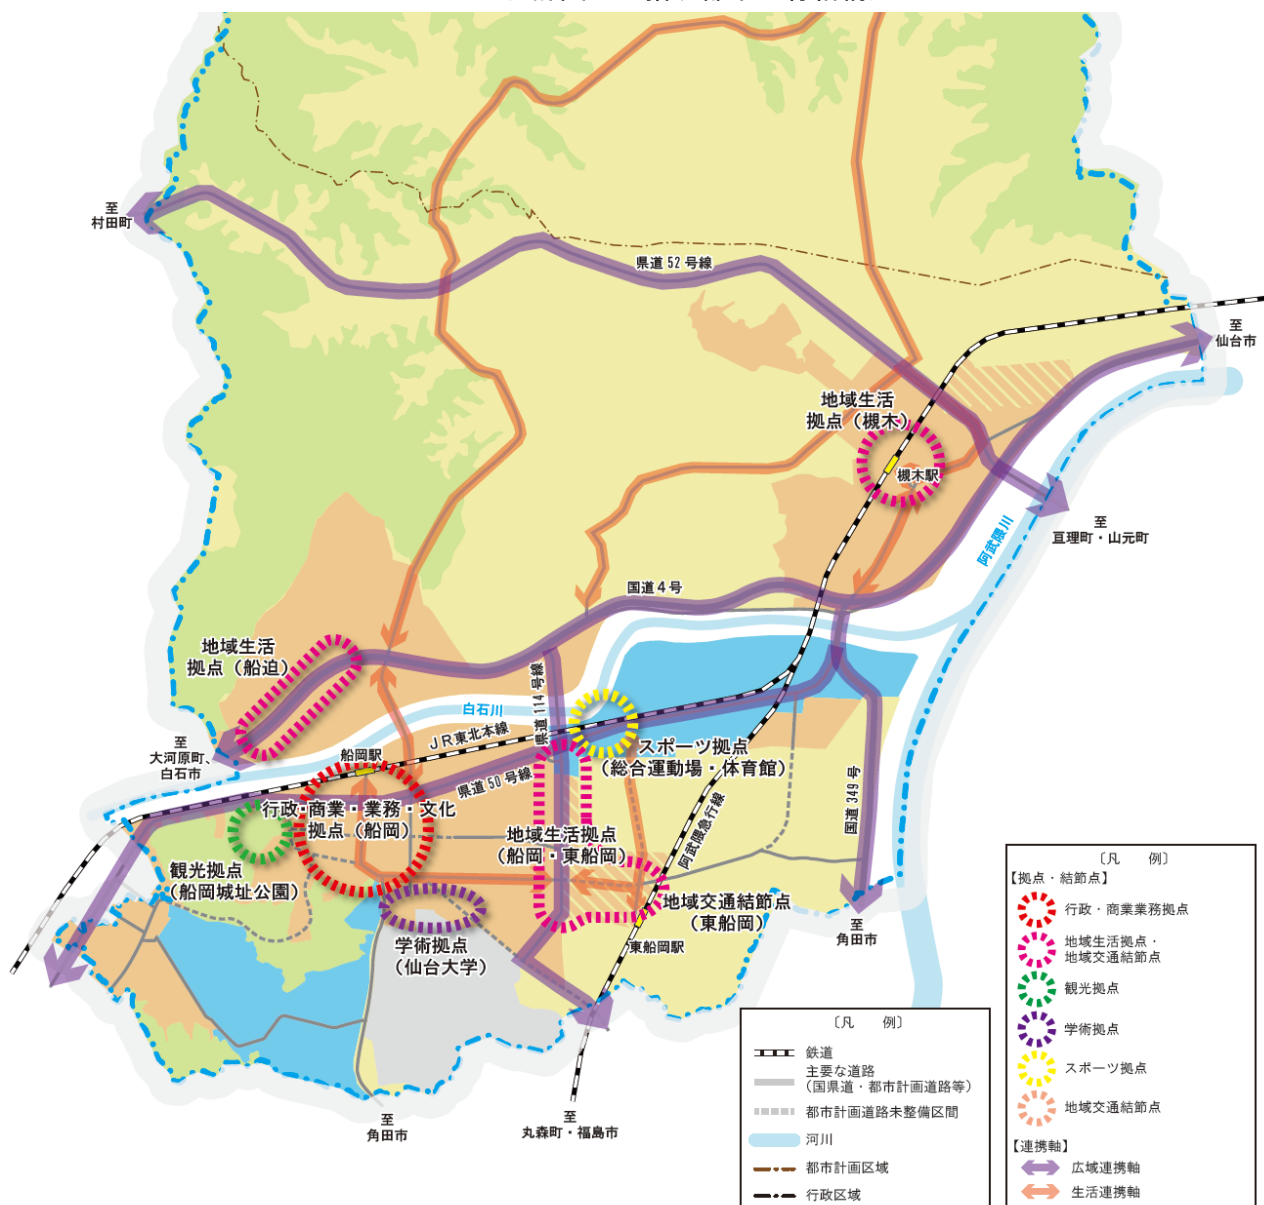 至
村田町
県道 52 号線
至
仙台市
地域生活
拠点（槻木）
槻木駅
至
亘理町・山元町
阿武隈川
国道４号
地域生活
拠点（船迫）
県道 114 号線
白石川
ＪＲ東北本線
至
大河原町、
白石市
船岡駅
スポーツ拠点
（総合運動場・体育館）
県道 50 号線
行政・商業・業務・文化
拠点（船岡）
地域生活拠点
（船岡・東船岡）
阿武隈急行線
国道 349 号
観光拠点
（船岡城址公園）
地域交通結節点
（東船岡）
学術拠点
（仙台大学）
東船岡駅
至
角田市
至
角田市
至
丸森町・福島市
〔凡　例〕
鉄道
主要な道路
（国県道・都市計画道路等）
都市計画道路未整備区間
河川
都市計画区域
行政区域
〔凡　例〕
【拠点・結節点】
行政・商業業務拠点
地域生活拠点・
地域交通結節点
観光拠点
学術拠点
スポーツ拠点
地域交通結節点
【連携軸】
広域連携軸
生活連携軸